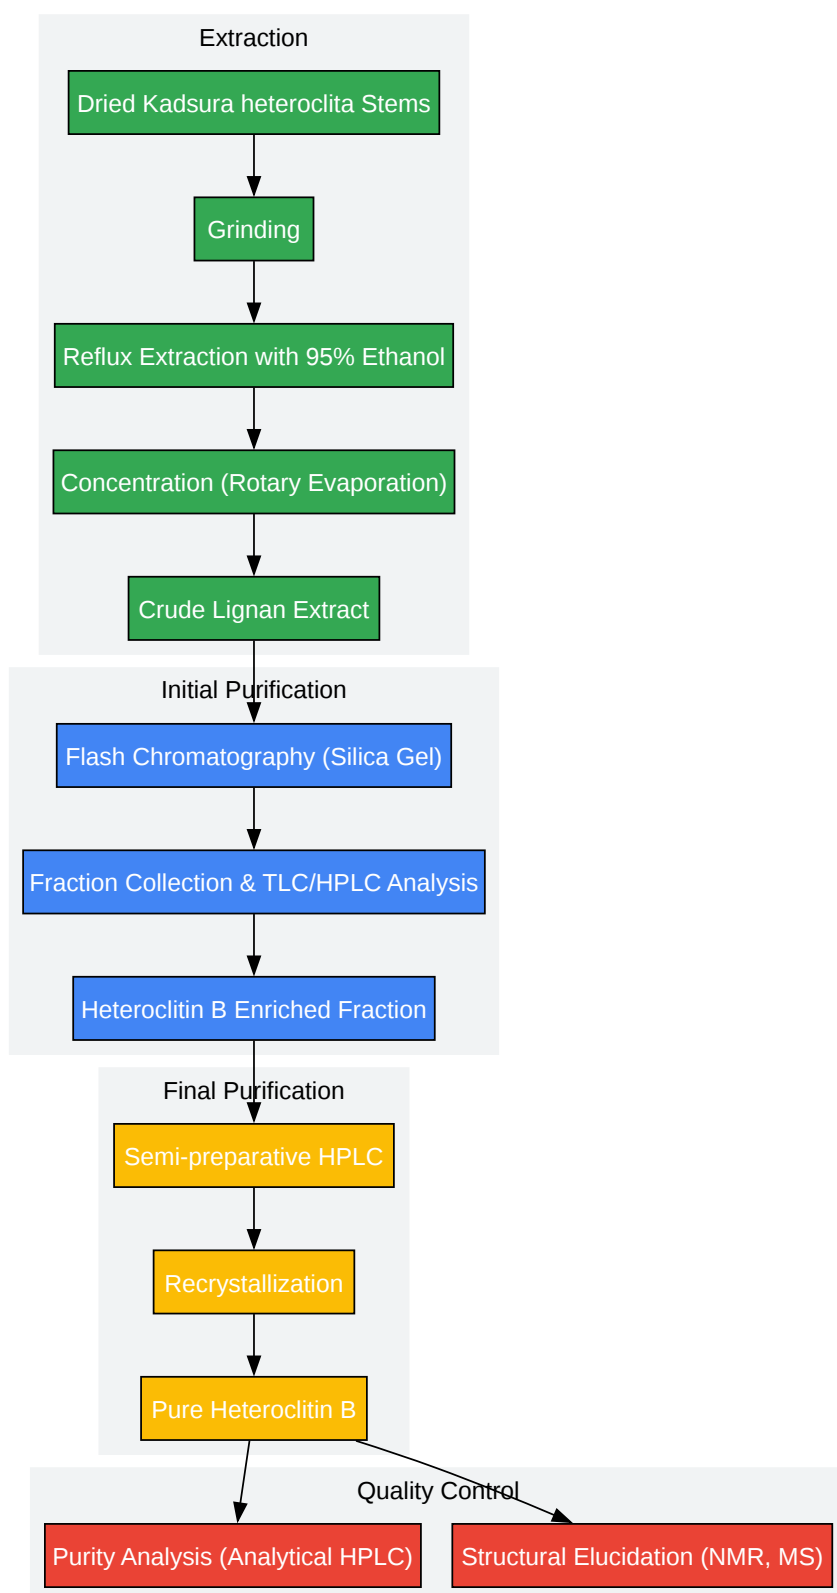 Extraction
Dried Kadsura heteroclita Stems
Grinding
Reflux Extraction with 95% Ethanol
Concentration (Rotary Evaporation)
Crude Lignan Extract
Initial Purification
Flash Chromatography (Silica Gel)
Fraction Collection & TLC/HPLC Analysis
Heteroclitin B Enriched Fraction
Final Purification
Semi-preparative HPLC
Recrystallization
Pure Heteroclitin B
Quality Control
Purity Analysis (Analytical HPLC)
Structural Elucidation (NMR, MS)